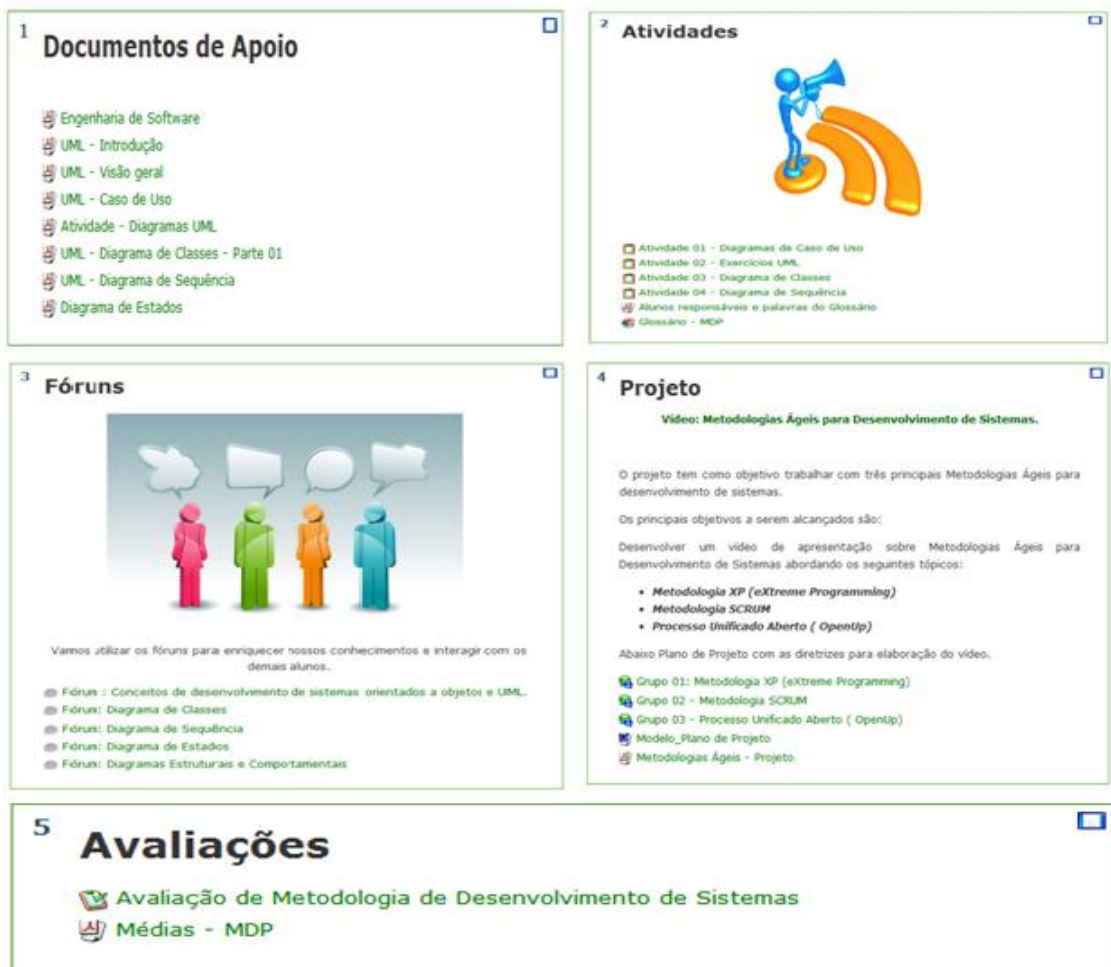 1
Documentos de Apoio
Engenharia de Software
UML - Introdução
UML - Visão geral
UML - Caso de Uso
Atividade - Diagramas UML
UML - Diagrama de Classes - Parte 01
UML - Diagrama de Sequência
Diagrama de Estados
2
Atividades
Atividade 01 - Diagramas de Caso de Uso
Atividade 02 - Exercícios UML
Atividade 03 - Diagrama de Classes
Atividade 04 - Diagrama de Sequência
Alunos responsáveis e palavras do Glossário
Glossário - MDP
3
Fóruns
Vamos utilizar os fóruns para enriquecer nossos conhecimentos e interagir com os
demais alunos.
Fórum : Conceitos de desenvolvimento de sistemas orientados a objetos e UML.
Fórum: Diagrama de Classes
Fórum: Diagrama de Sequência
Fórum: Diagrama de Estados
Fórum: Diagramas Estruturais e Comportamentais
4
Projeto
Vídeo: Metodologias Ágeis para Desenvolvimento de Sistemas.
O projeto tem como objetivo trabalhar com três principais Metodologias Ágeis para
desenvolvimento de sistemas.
Os principais objetivos a serem alcançados são:
Desenvolver um vídeo de apresentação sobre Metodologias Ágeis para
Desenvolvimento de Sistemas abordando os seguintes tópicos:
• Metodologia XP (eXtreme Programming)
• Metodologia SCRUM
• Processo Unificado Aberto ( OpenUp)
Abaixo Plano de Projeto com as diretrizes para elaboração do vídeo.
Grupo 01: Metodologia XP (eXtreme Programming)
Grupo 02 - Metodologia SCRUM
Grupo 03 - Processo Unificado Aberto ( OpenUp)
Modelo_Plano de Projeto
Metodologias Ágeis - Projeto
5
Avaliações
Avaliação de Metodologia de Desenvolvimento de Sistemas
Médias - MDP